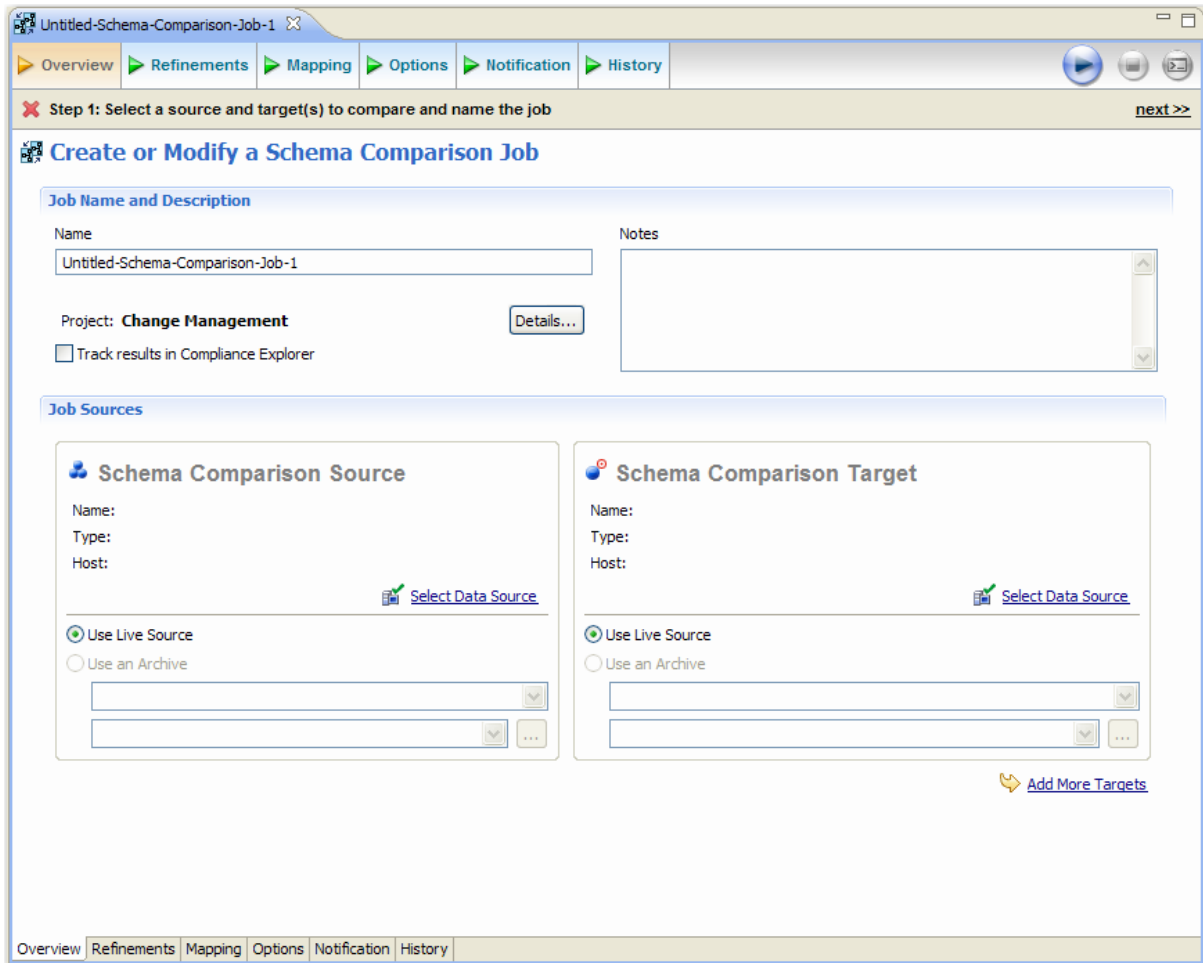 Untitled-Schema-Comparison-Job-1
Overview Refinements Mapping Options Notification History
Step 1: Select a source and target(s) to compare and name the job next >>
Create or Modify a Schema Comparison Job
Job Name and Description
Name Notes
Untitled-Schema-Comparison-Job-1
Project: Change Management Details...
Track results in Compliance Explorer
Job Sources
Schema Comparison Source
Name:
Type:
Host:
Select Data Source
Use Live Source
Use an Archive
...
Schema Comparison Target
Name:
Type:
Host:
Select Data Source
Use Live Source
Use an Archive
...
Add More Targets
Overview Refinements Mapping Options Notification History